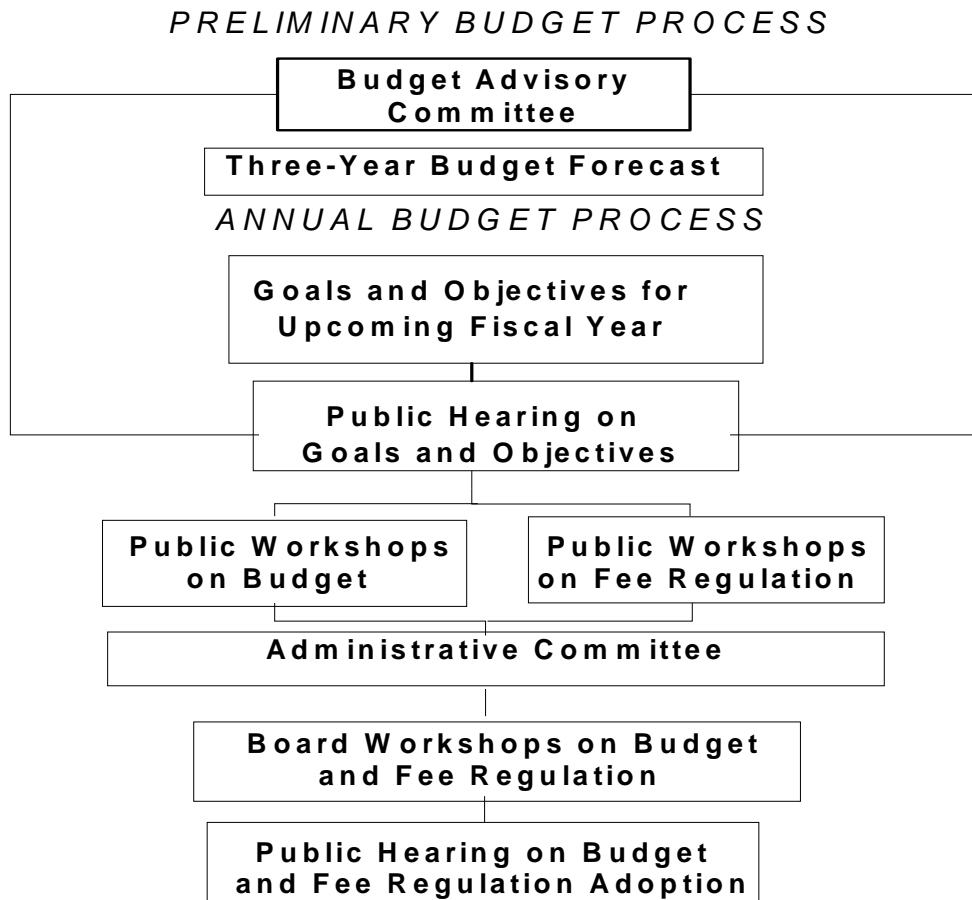 PRELIMINARY BUDGET PROCESS
Budget Advisory
Committee
Three-Year Budget Forecast
ANNUAL BUDGET PROCESS
Goals and Objectives for
Upcoming Fiscal Year
Public Hearing on
Goals and Objectives
Public Workshops
on Budget
Public Workshops
on Fee Regulation
Administrative Committee
Board Workshops on Budget
and Fee Regulation
Public Hearing on Budget
and Fee Regulation Adoption